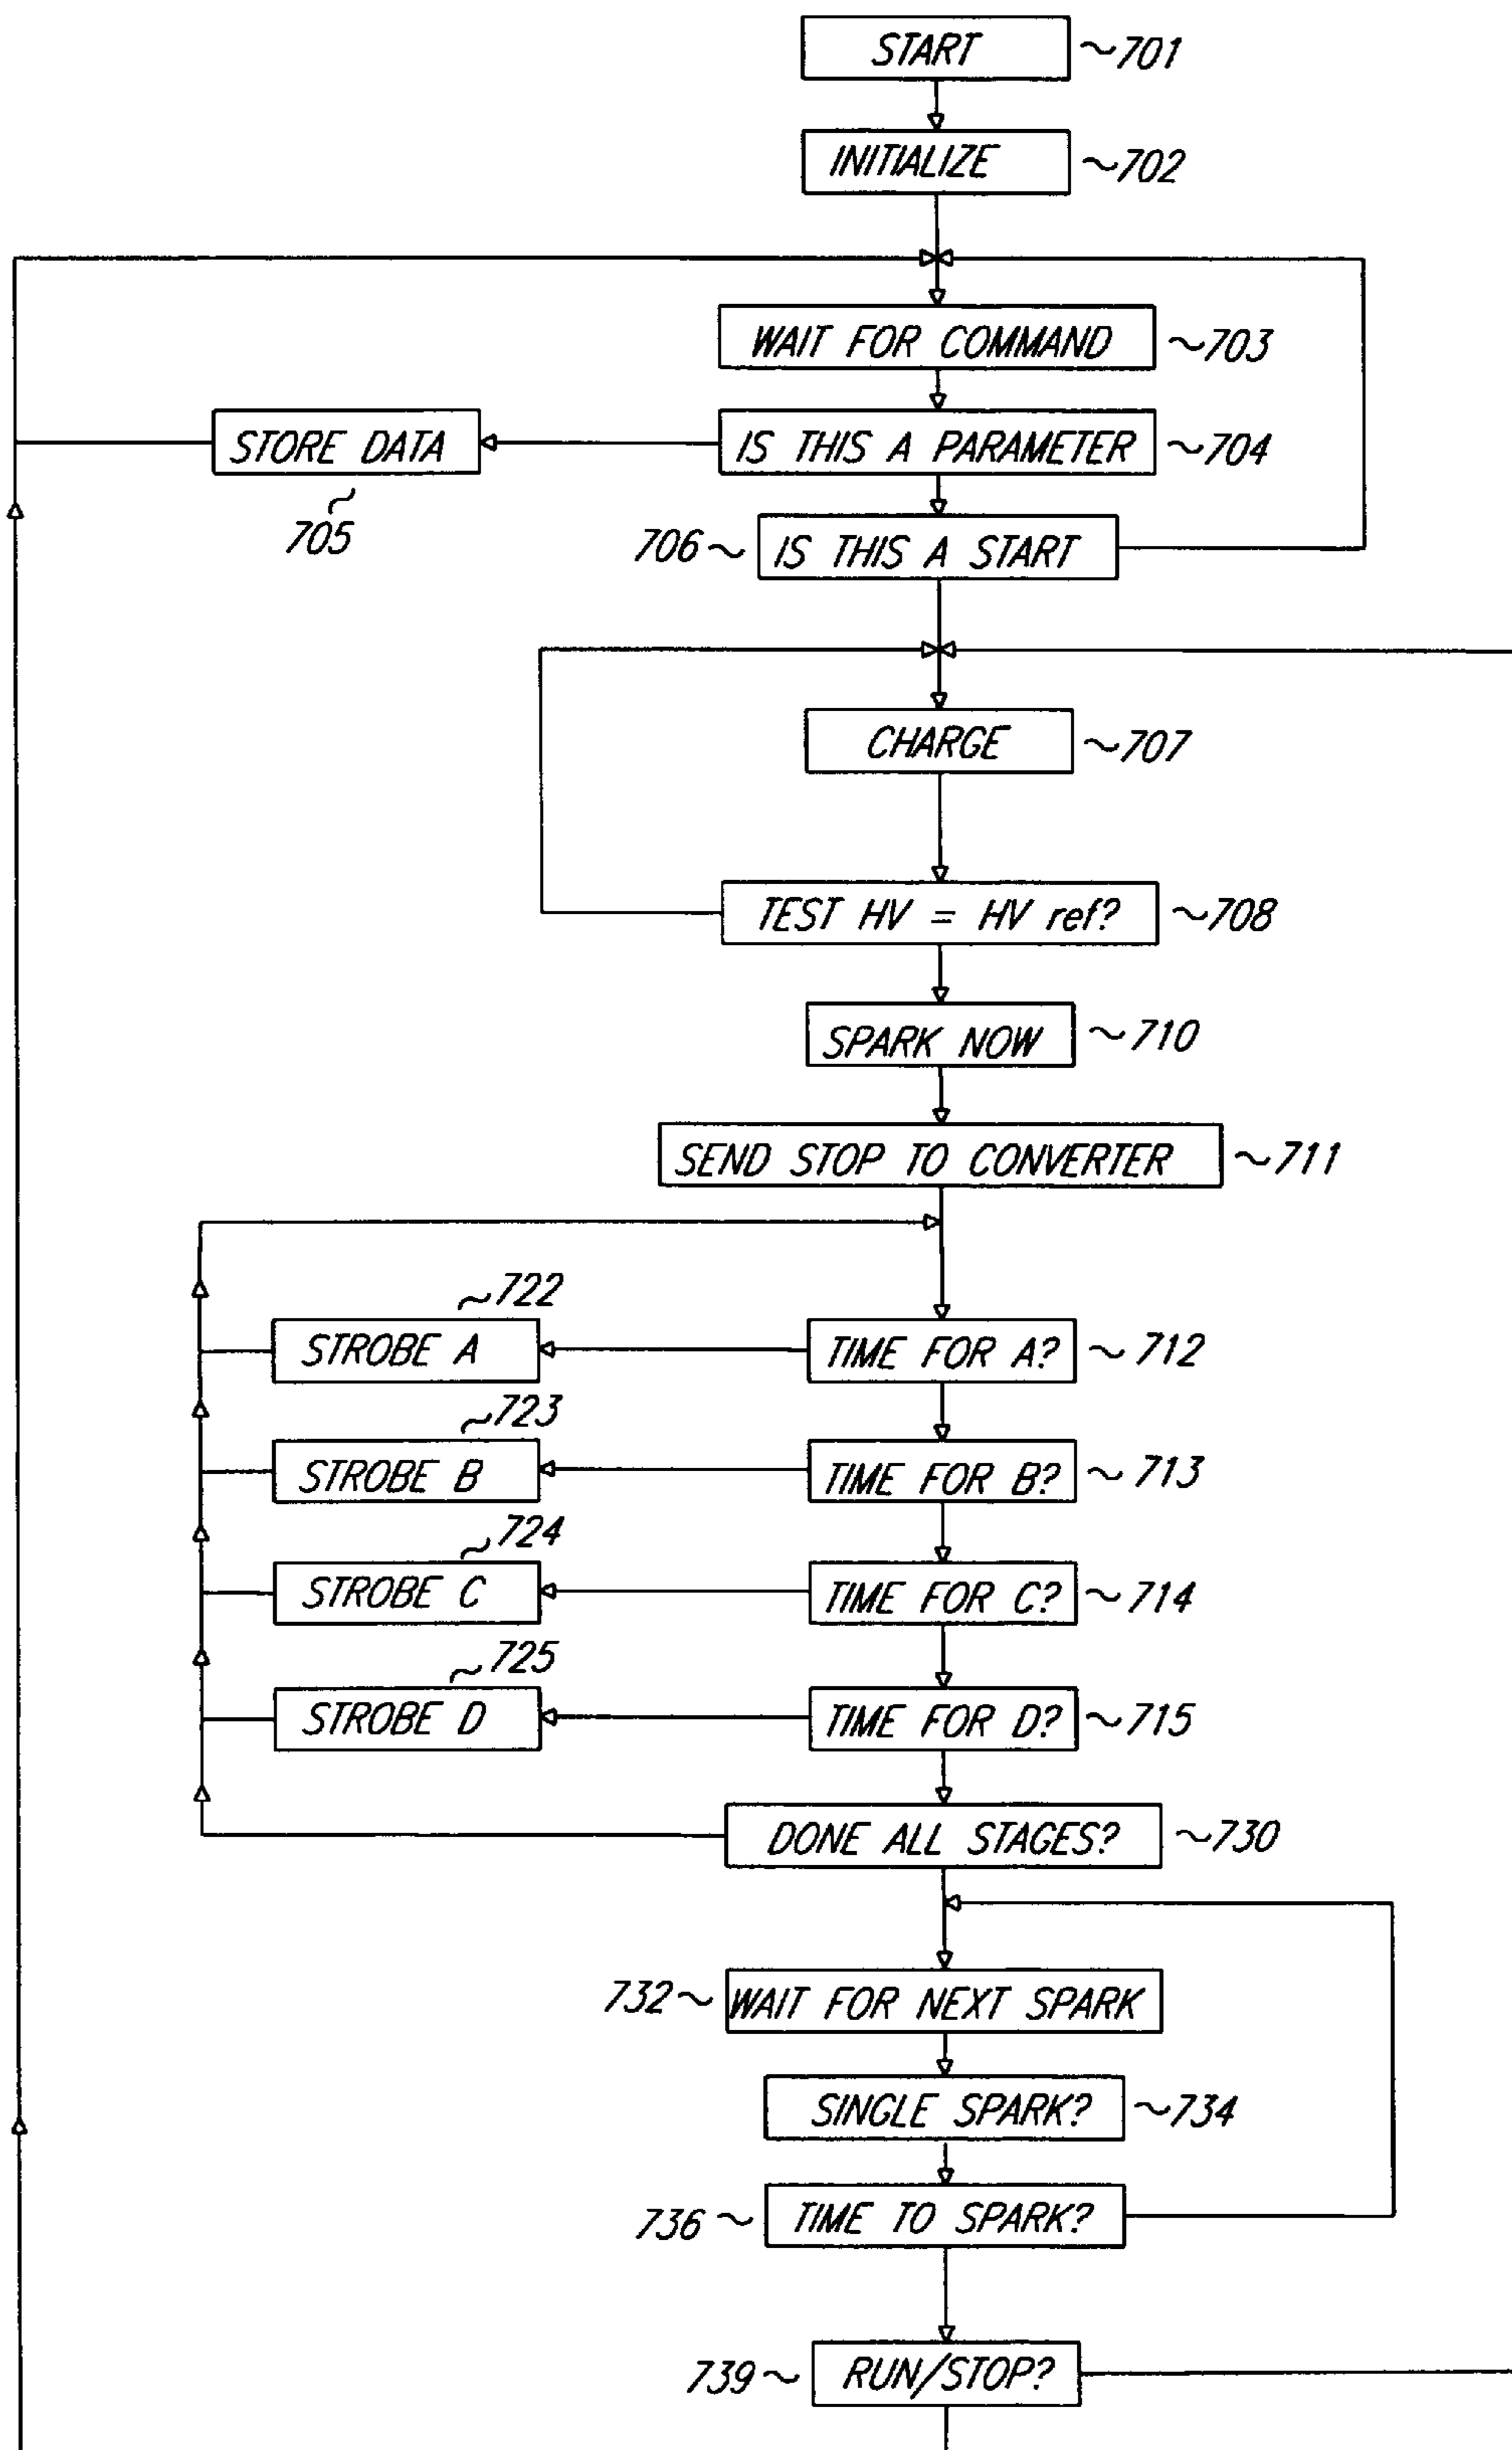 START ~701
INITIALIZE ~702
WAIT FOR COMMAND ~703
STORE DATA
IS THIS A PARAMETER ~704
705
706~ IS THIS A START
CHARGE ~707
TEST HV = HV ref? ~708
SPARK NOW ~710
SEND STOP TO CONVERTER ~711
~722
STROBE A
TIME FOR A? ~712
~723
STROBE B
TIME FOR B? ~713
~724
STROBE C
TIME FOR C? ~714
~725
STROBE D
TIME FOR D? ~715
DONE ALL STAGES? ~730
732~ WAIT FOR NEXT SPARK
SINGLE SPARK? ~734
736~ TIME TO SPARK?
739~ RUN/STOP?